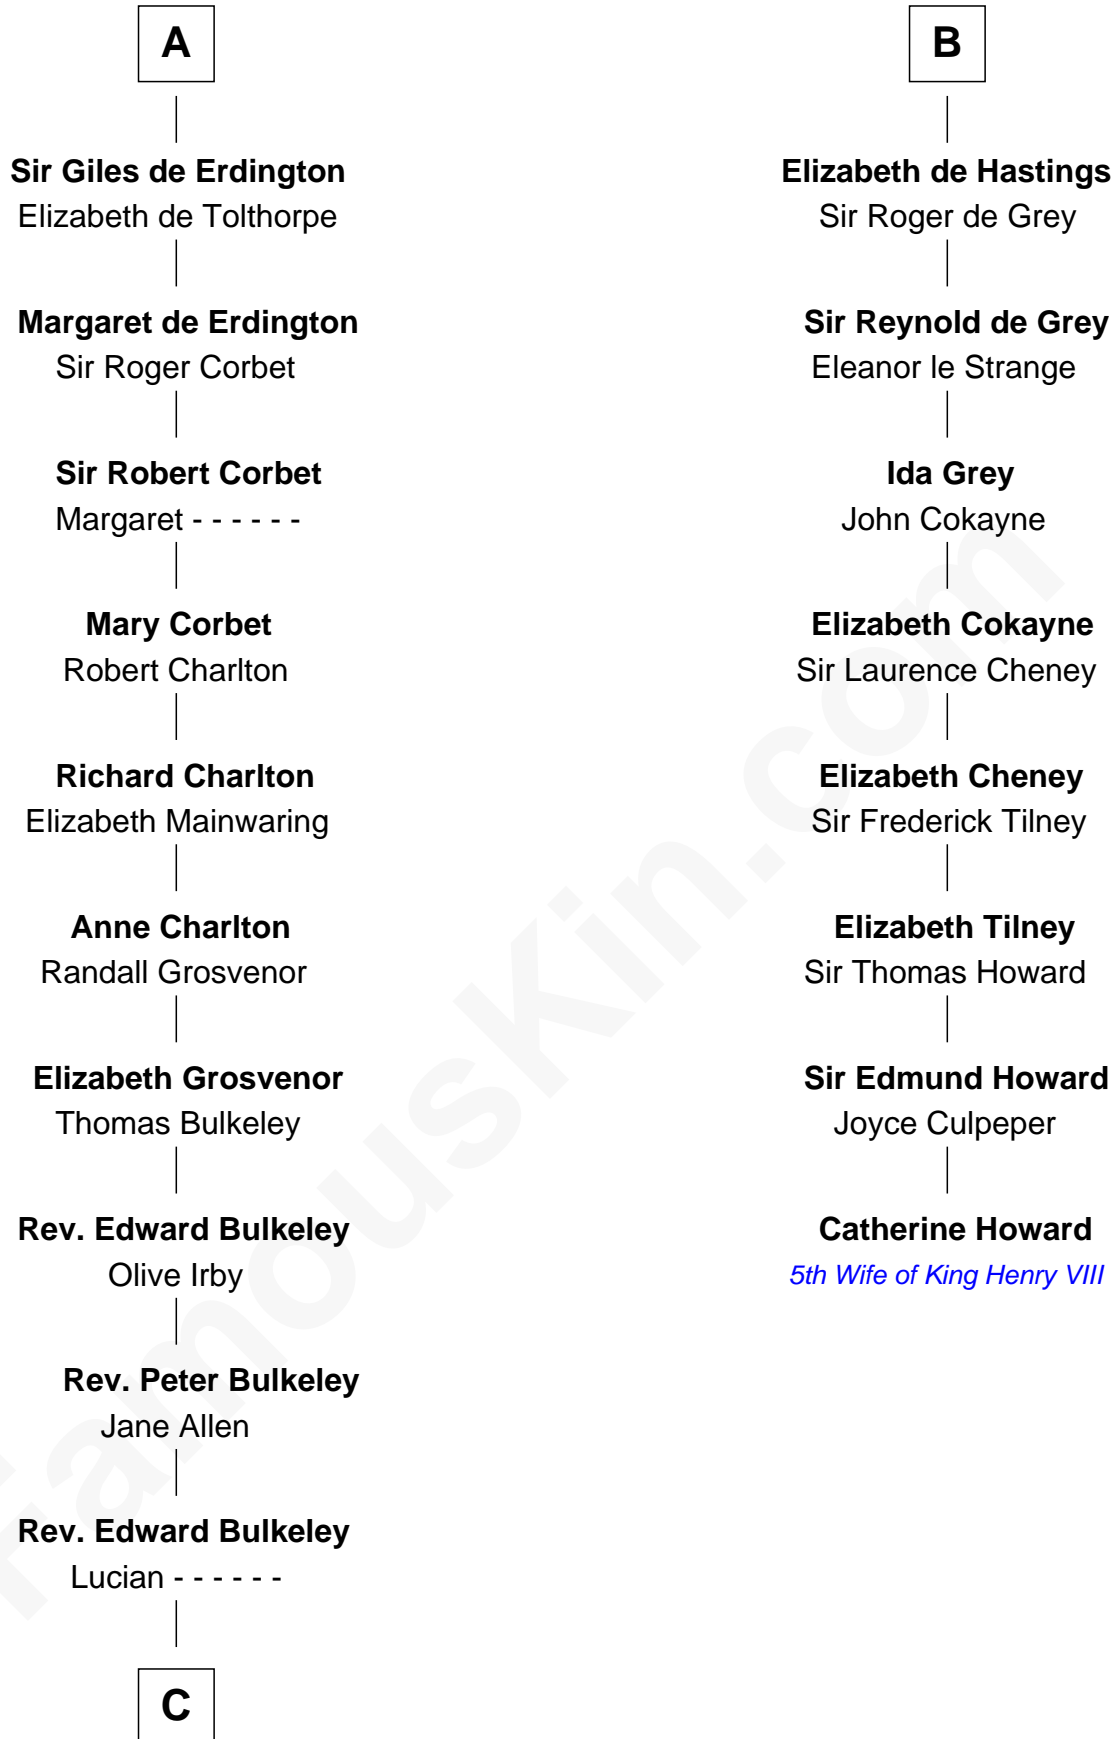 A
Sir Giles de Erdington
Elizabeth de Tolthorpe
Margaret de Erdington
Sir Roger Corbet
Sir Robert Corbet
Margaret - - - - - -
Mary Corbet
Robert Charlton
Richard Charlton
Elizabeth Mainwaring
Anne Charlton
Randall Grosvenor
Elizabeth Grosvenor
Thomas Bulkeley
Rev. Edward Bulkeley
Olive Irby
Rev. Peter Bulkeley
Jane Allen
Rev. Edward Bulkeley
Lucian - - - - - -
C
B
Elizabeth de Hastings
Sir Roger de Grey
Sir Reynold de Grey
Eleanor le Strange
Ida Grey
John Cokayne
Elizabeth Cokayne
Sir Laurence Cheney
Elizabeth Cheney
Sir Frederick Tilney
Elizabeth Tilney
Sir Thomas Howard
Sir Edmund Howard
Joyce Culpeper
Catherine Howard
5th Wife of King Henry VIII
FamousKin.com